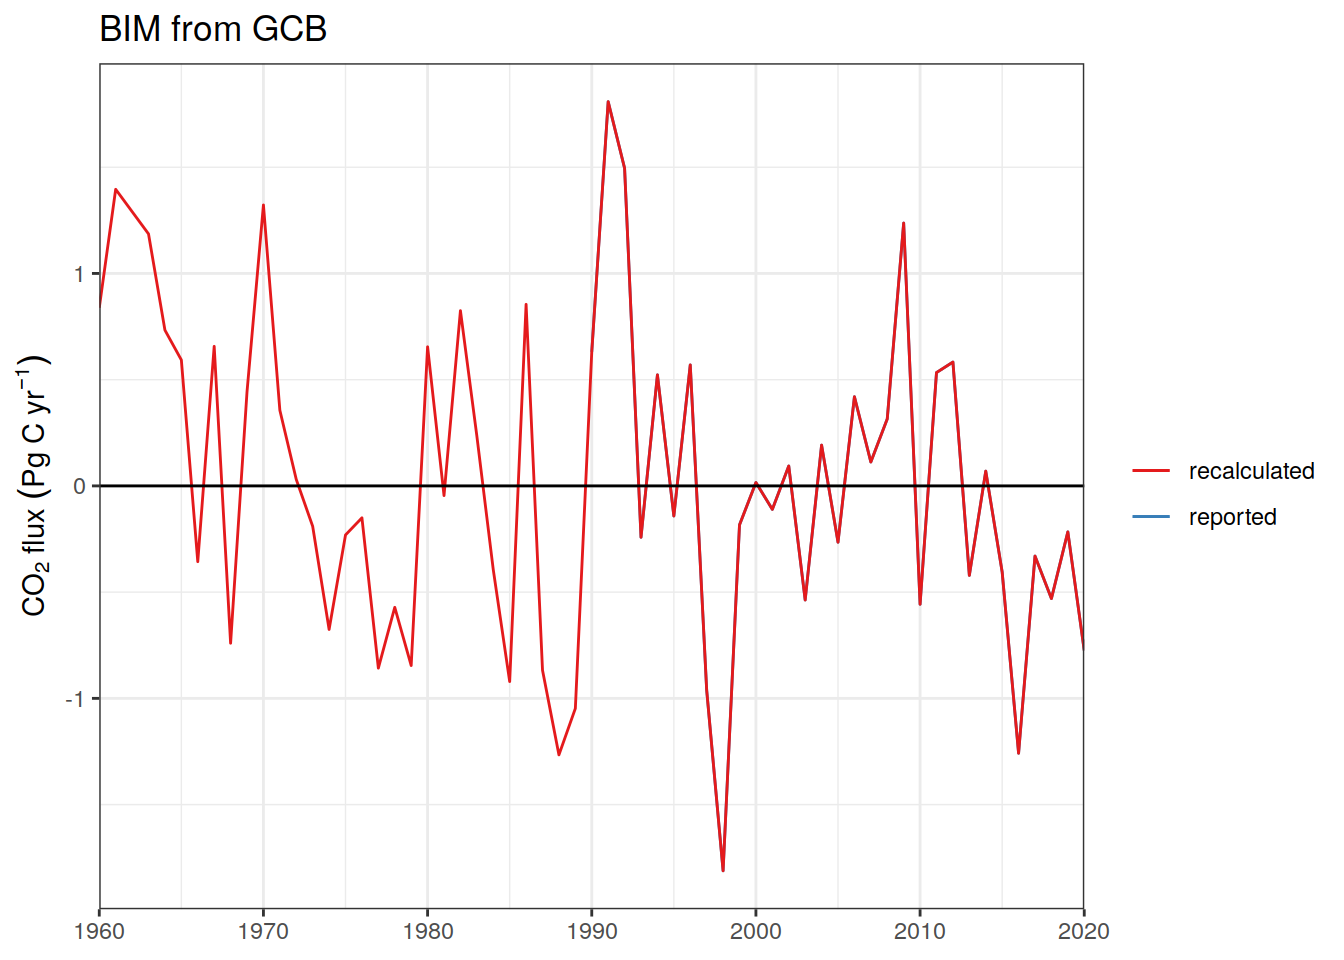 BIM from GCB
CO₂ flux (Pg C yr⁻¹)
1
0
-1
1960 1970 1980 1990 2000 2010 2020
recalculated
reported